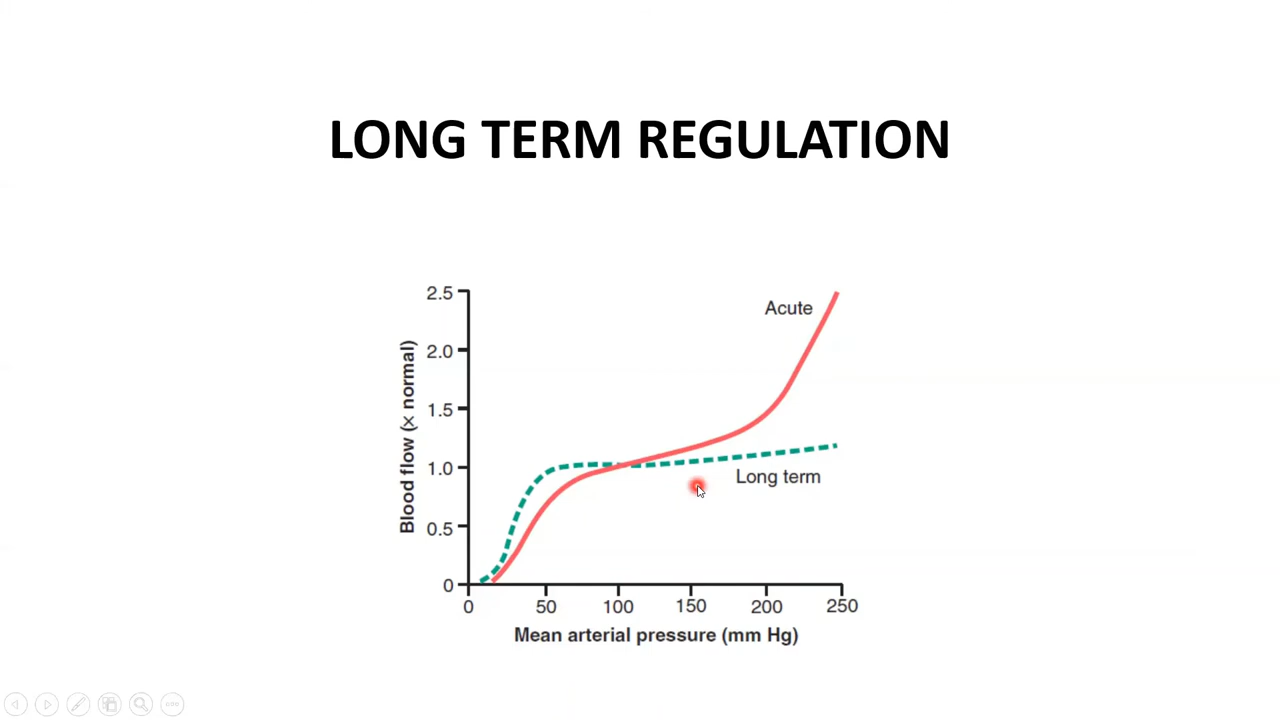 LONG TERM REGULATION
2.5
Acute
2.0
1.5
1.0
Long term
0.5
0
0 50 100 150 200 250
Blood flow (× normal)
Mean arterial pressure (mm Hg)